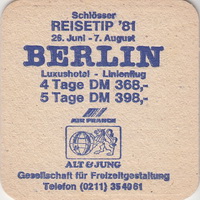 Schlösser
REISETIP '81
26. Juni - 7. August
BERLIN
Luxushotel - Linienflug
4 Tage DM 368,-
5 Tage DM 398,-
AIR FRANCE
ALT & JUNG
Gesellschaft für Freizeitgestaltung
Telefon (0211) 354961